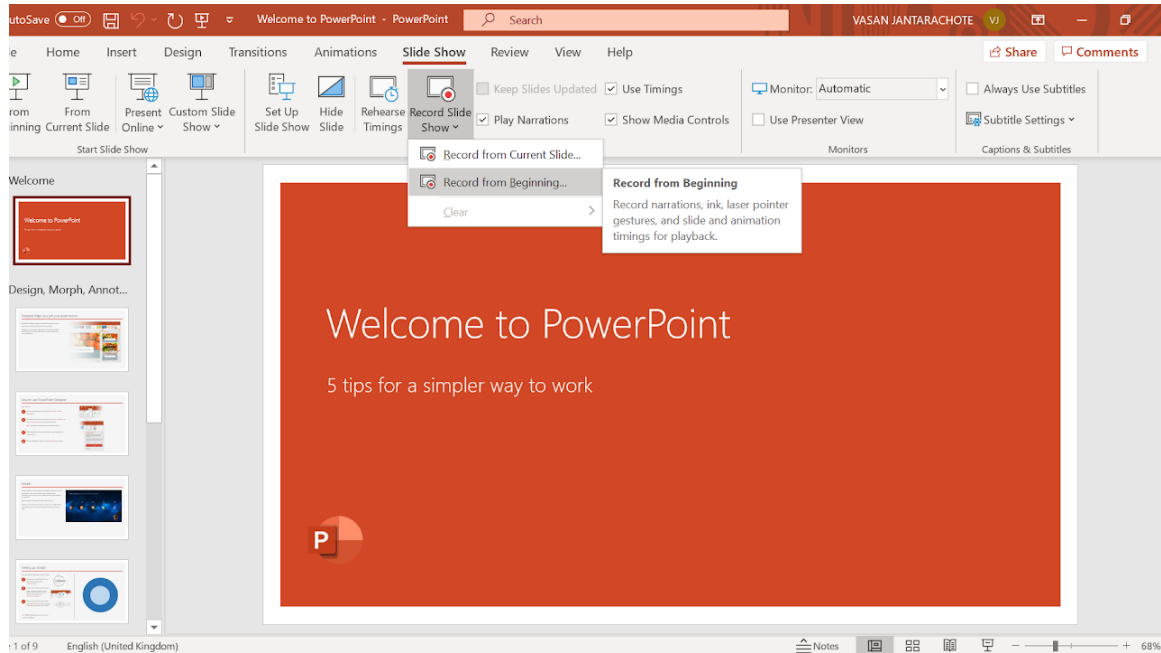 utoSave Off Welcome to PowerPoint - PowerPoint Search VASAN JANTARACHOTE VJ
le Home Insert Design Transitions Animations Slide Show Review View Help Share Comments
rom From Present Custom Slide Set Up Hide Rehearse Record Slide
inning Current Slide Online Show Slide Show Slide Timings Show
Keep Slides Updated Use Timings
Play Narrations Show Media Controls
Monitor: Automatic
Use Presenter View
Always Use Subtitles
Subtitle Settings
Start Slide Show Monitors Captions & Subtitles
Record from Current Slide...
Record from Beginning...
Clear
Record from Beginning
Record narrations, ink, laser pointer
gestures, and slide and animation
timings for playback.
Welcome
Welcome to PowerPoint
Design, Morph, Annot...
Welcome to PowerPoint
5 tips for a simpler way to work
P
1 of 9 English (United Kingdom) Notes 68%